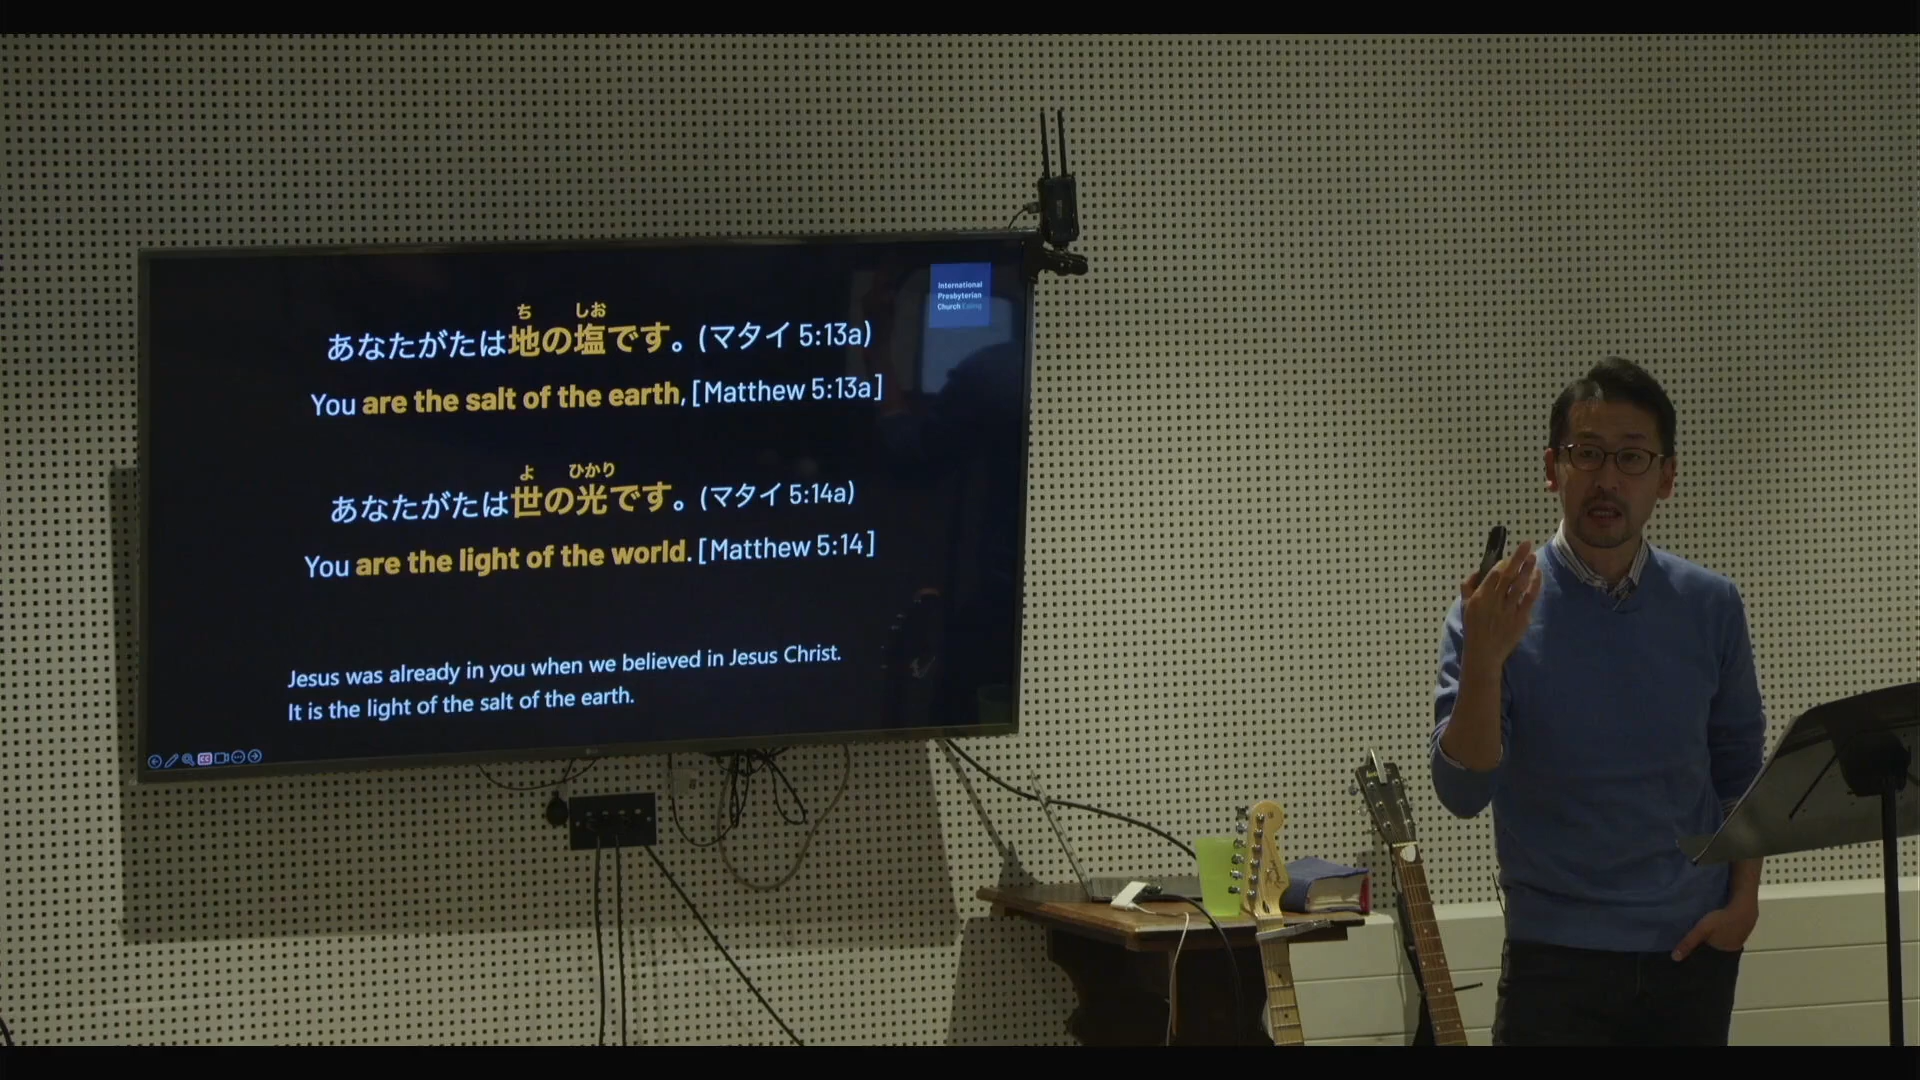 International
Presbyterian
Church Ealing
ち しお
あなたがたは地の塩です。(マタイ 5:13a)
You are the salt of the earth, [Matthew 5:13a]
よ ひかり
あなたがたは世の光です。(マタイ 5:14a)
You are the light of the world. [Matthew 5:14]
Jesus was already in you when we believed in Jesus Christ.
It is the light of the salt of the earth.
CC